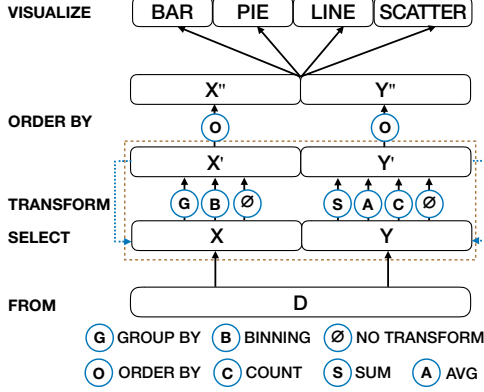 VISUALIZE BAR PIE LINE SCATTER
X'' Y''
ORDER BY O O
X' Y'
TRANSFORM G B Ø S A C Ø
SELECT X Y
FROM D
G GROUP BY B BINNING Ø NO TRANSFORM
O ORDER BY C COUNT S SUM A AVG